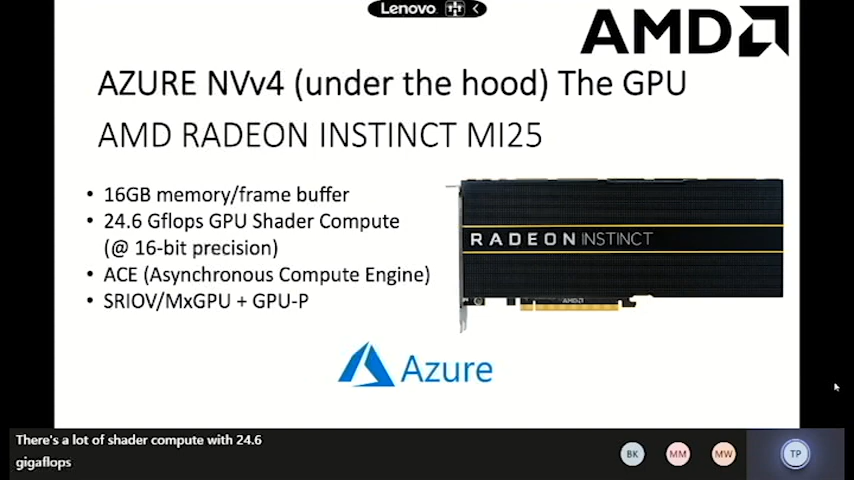 Lenovo
AMD
AZURE NVv4 (under the hood) The GPU
AMD RADEON INSTINCT MI25
• 16GB memory/frame buffer
• 24.6 Gflops GPU Shader Compute
(@ 16-bit precision)
• ACE (Asynchronous Compute Engine)
• SRIOV/MxGPU + GPU-P
RADEON INSTINCT
AMD
Azure
There's a lot of shader compute with 24.6
gigaflops
BK MM MW TP